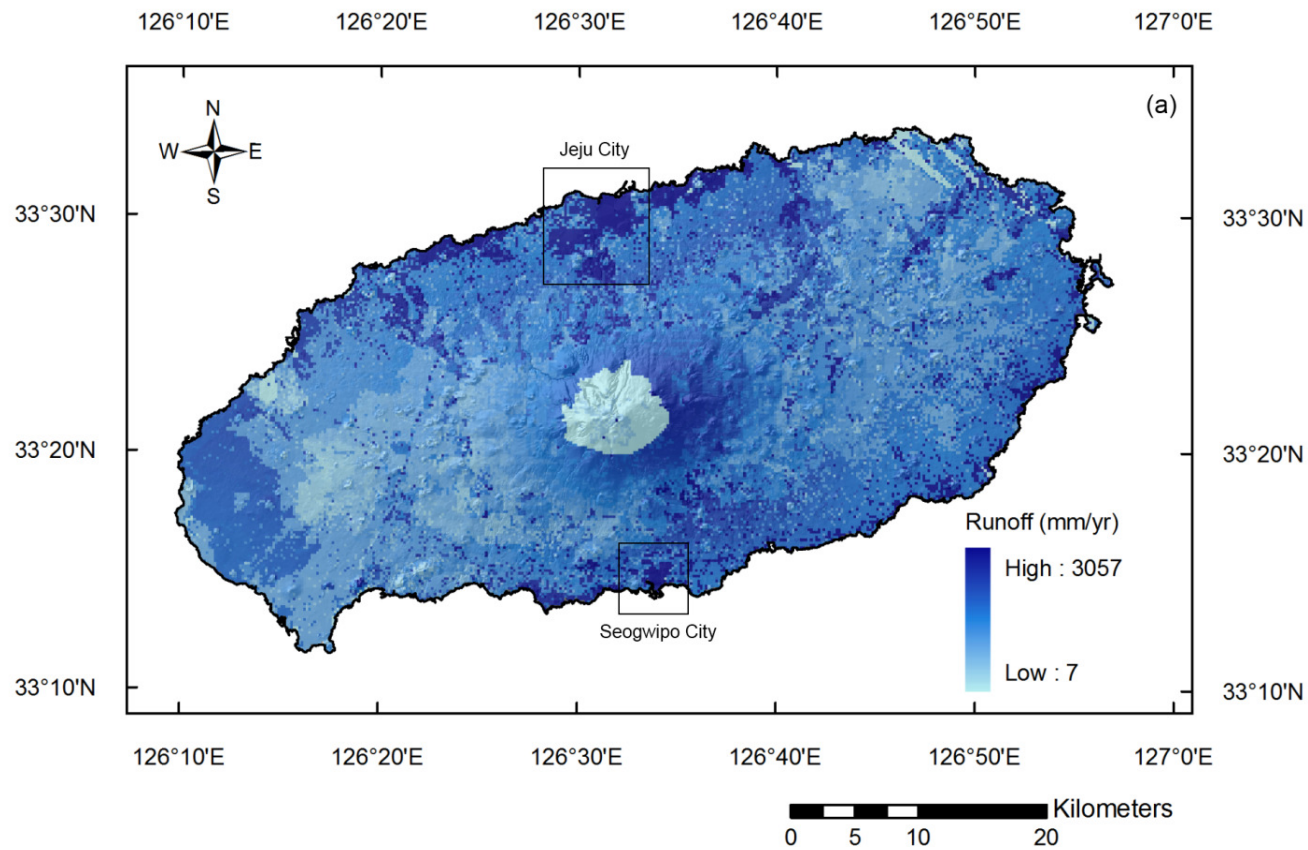 126°10'E 126°20'E 126°30'E 126°40'E 126°50'E 127°0'E
(a)
N
W E
S
Jeju City
33°30'N 33°30'N
33°20'N 33°20'N
Runoff (mm/yr)
High : 3057
Low : 7
Seogwipo City
33°10'N 33°10'N
126°10'E 126°20'E 126°30'E 126°40'E 126°50'E 127°0'E
Kilometers
0 5 10 20